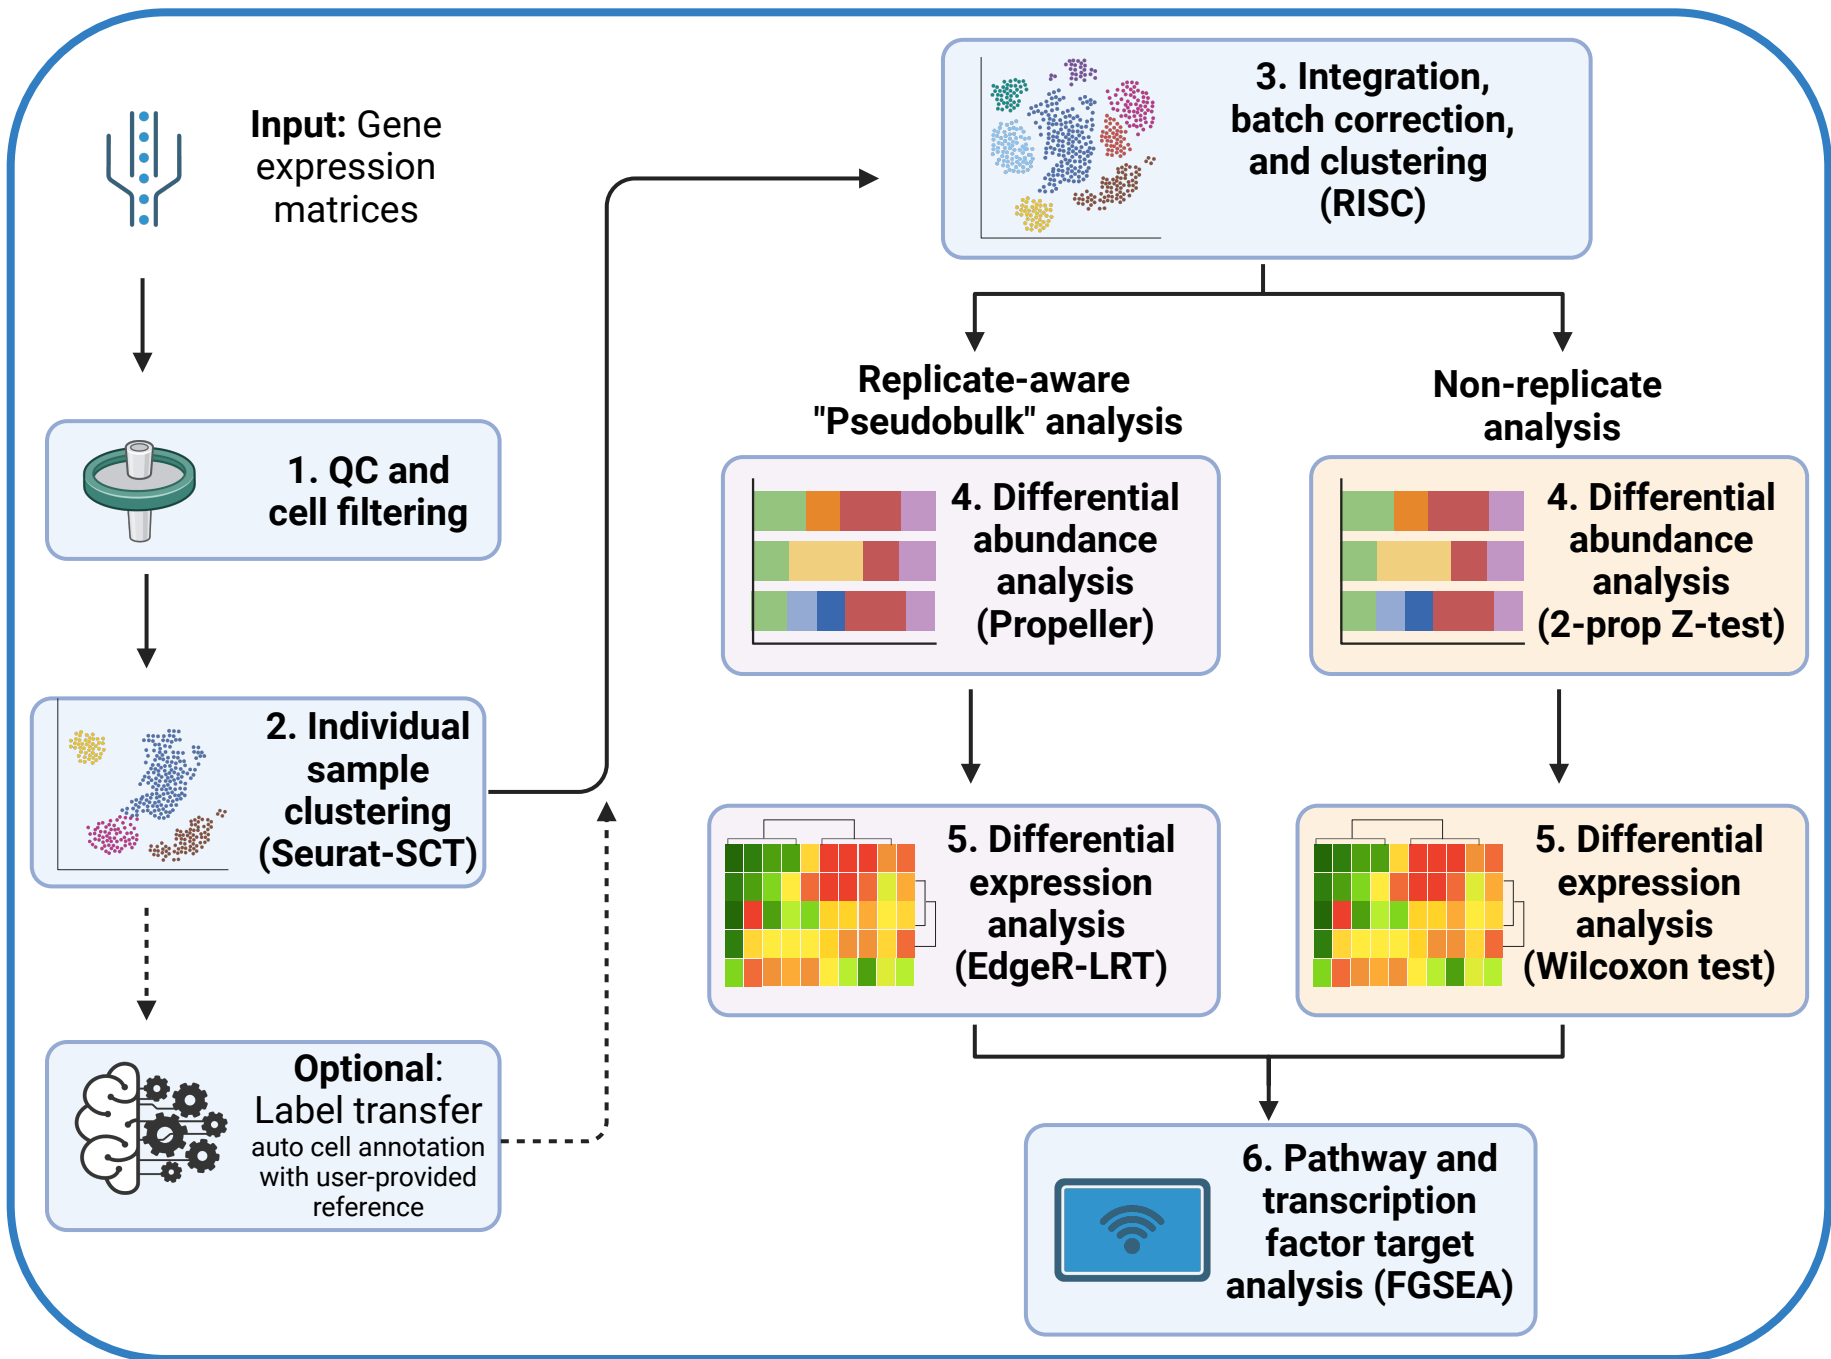 Input: Gene
expression
matrices
1. QC and
cell filtering
2. Individual
sample
clustering
(Seurat-SCT)
Optional:
Label transfer
auto cell annotation
with user-provided
reference
3. Integration,
batch correction,
and clustering
(RISC)
Replicate-aware
"Pseudobulk" analysis
4. Differential
abundance
analysis
(Propeller)
5. Differential
expression
analysis
(EdgeR-LRT)
Non-replicate
analysis
4. Differential
abundance
analysis
(2-prop Z-test)
5. Differential
expression
analysis
(Wilcoxon test)
6. Pathway and
transcription
factor target
analysis (FGSEA)